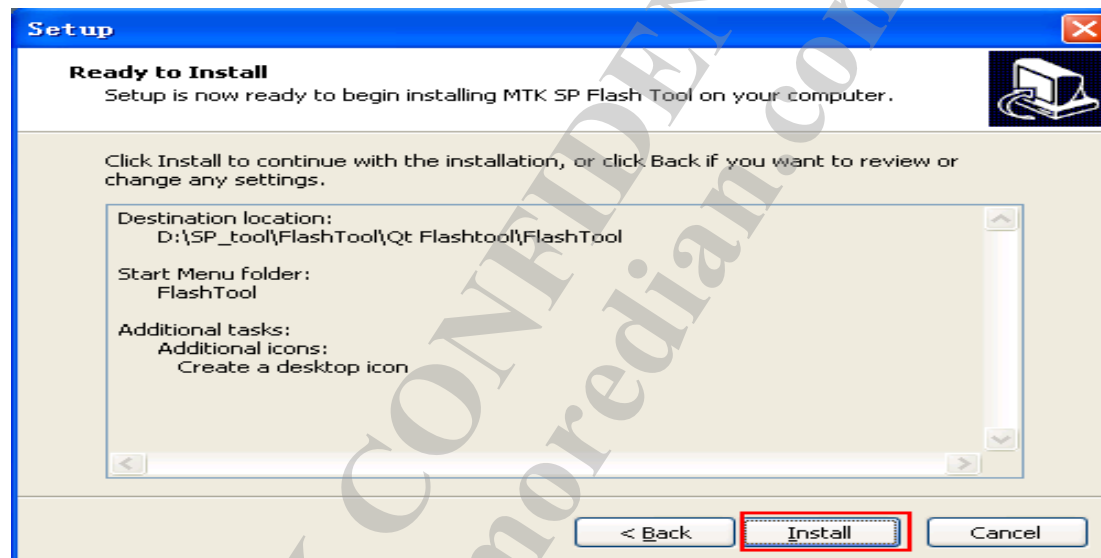 Setup
Ready to Install
Setup is now ready to begin installing MTK SP Flash Tool on your computer.
Click Install to continue with the installation, or click Back if you want to review or
change any settings.
Destination location:
D:\SP_tool\FlashTool\Qt Flashtool\FlashTool
Start Menu folder:
FlashTool
Additional tasks:
Additional icons:
Create a desktop icon
< Back
Install
Cancel
CONFIDEN
moredian.com